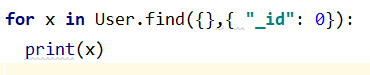 for x in User.find({},{ "_id": 0}):
  print(x)